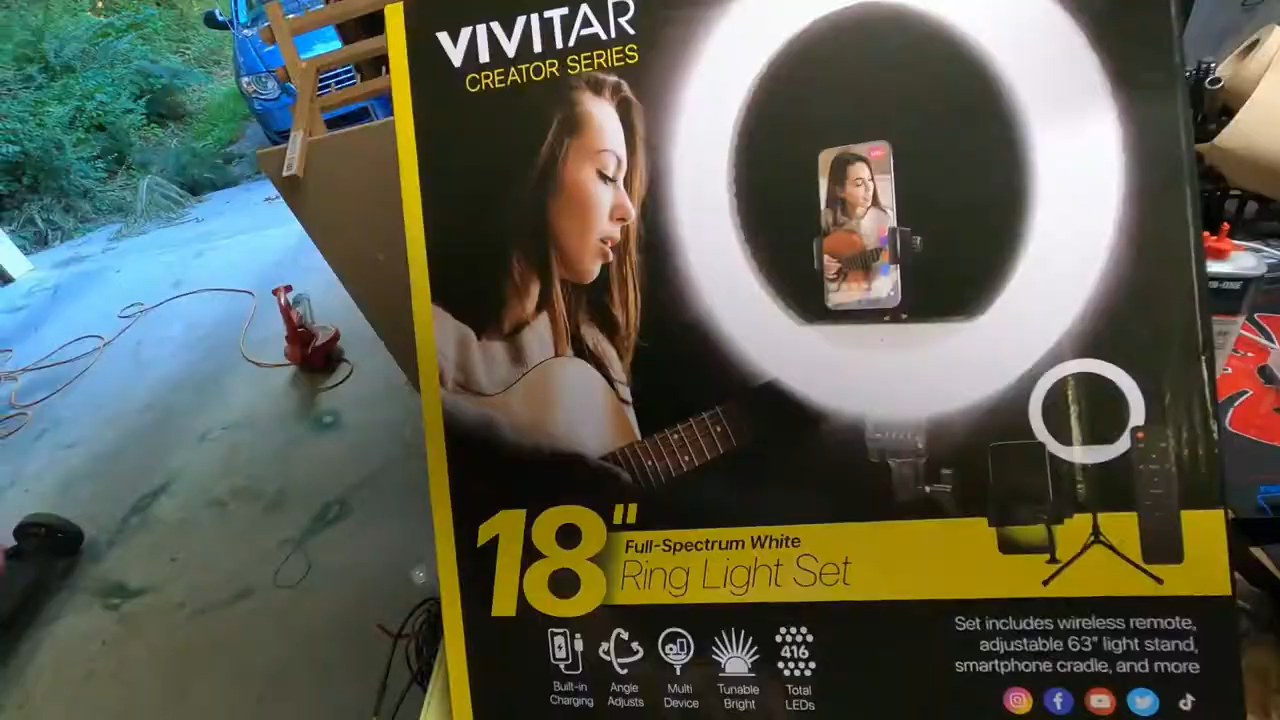 VIVITAR
CREATOR SERIES
18"
Full-Spectrum White
Ring Light Set
416
Built-in
Charging
Angle
Adjusts
Multi
Device
Tunable
Bright
Total
LEDs
Set includes wireless remote,
adjustable 63" light stand,
smartphone cradle, and more